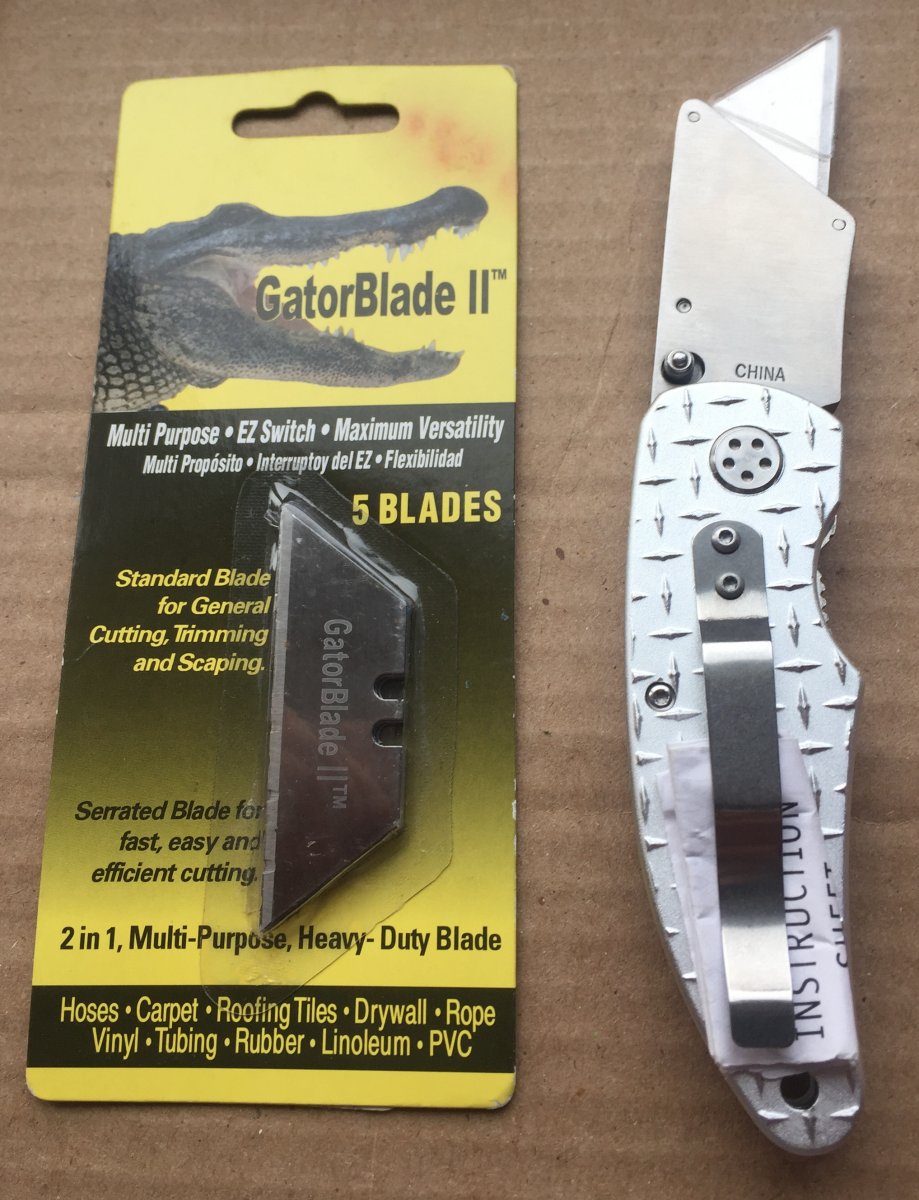 GatorBlade II™
Multi Purpose • EZ Switch • Maximum Versatility
Multi Propósito • Interruptoy del EZ • Flexibilidad
5 BLADES
Standard Blade
for General
Cutting, Trimming
and Scaping.
GatorBlade II™
Serrated Blade for
fast, easy and
efficient cutting.
2 in 1, Multi-Purpose, Heavy- Duty Blade
Hoses • Carpet • Roofing Tiles • Drywall • Rope
Vinyl • Tubing • Rubber • Linoleum • PVC
CHINA
INSTRUCTION
SHEET